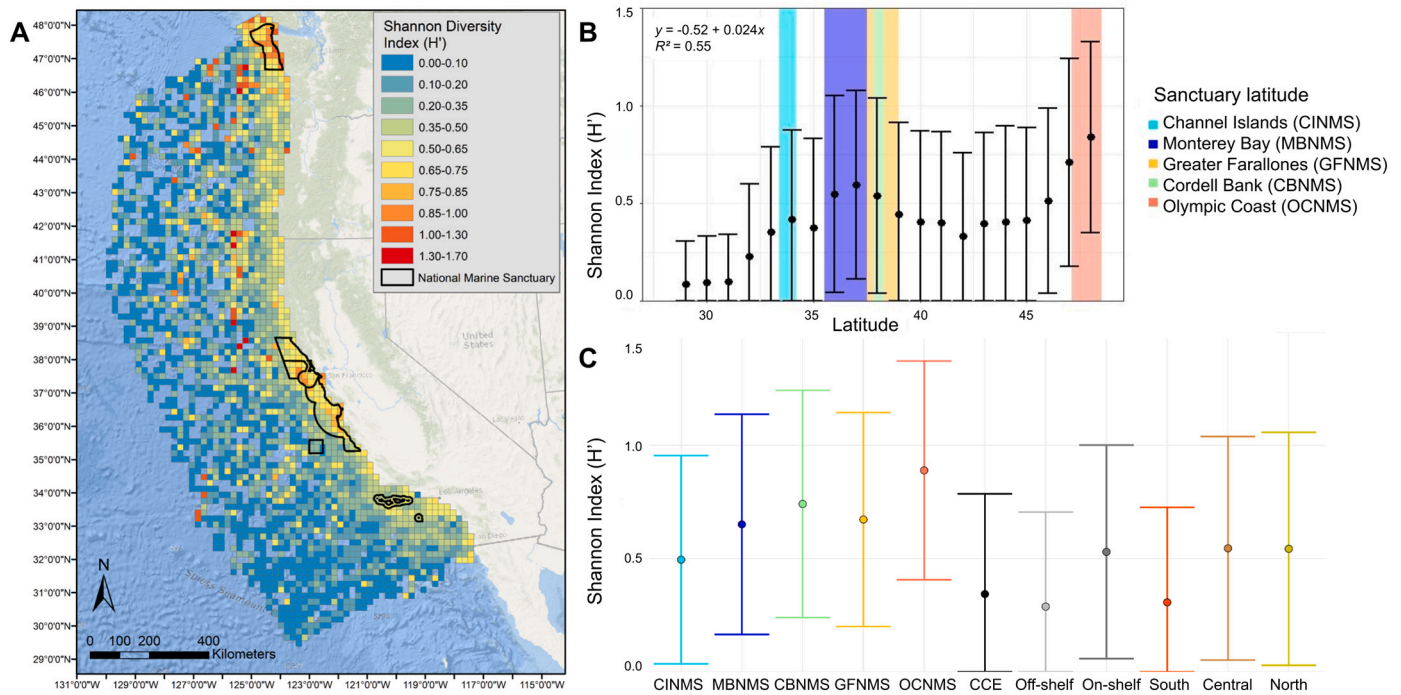 A
48°0'0"N
47°0'0"N
46°0'0"N
45°0'0"N
44°0'0"N
43°0'0"N
42°0'0"N
41°0'0"N
40°0'0"N
39°0'0"N
38°0'0"N
37°0'0"N
36°0'0"N
35°0'0"N
34°0'0"N
33°0'0"N
32°0'0"N
31°0'0"N
30°0'0"N
29°0'0"N
131°0'0"W 129°0'0"W 127°0'0"W 125°0'0"W 123°0'0"W 121°0'0"W 119°0'0"W 117°0'0"W 115°0'0"W
Shannon Diversity
Index (H')
0.00-0.10
0.10-0.20
0.20-0.35
0.35-0.50
0.50-0.65
0.65-0.75
0.75-0.85
0.85-1.00
1.00-1.30
1.30-1.70
National Marine Sanctuary
United
States
San Francisco
Los Angeles
San Diego
N
0 100 200 400
Kilometers
B
y = -0.52 + 0.024x
R² = 0.55
Shannon Index (H')
1.5
1.0
0.5
0.0
30 35 40 45
Latitude
Sanctuary latitude
Channel Islands (CINMS)
Monterey Bay (MBNMS)
Greater Farallones (GFNMS)
Cordell Bank (CBNMS)
Olympic Coast (OCNMS)
C
Shannon Index (H')
1.5
1.0
0.5
0.0
CINMS MBNMS CBNMS GFNMS OCNMS CCE Off-shelf On-shelf South Central North